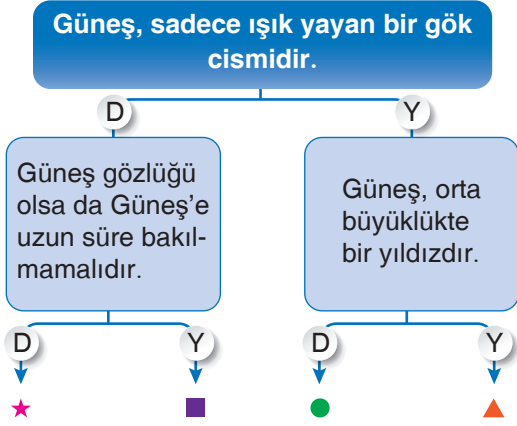 Güneş, sadece ışık yayan bir gök
cismidir.
D
Y
Güneş gözlüğü
olsa da Güneş’e
uzun süre bakıl-
mamalıdır.
Güneş, orta
büyüklükte
bir yıldızdır.
D
Y
D
Y